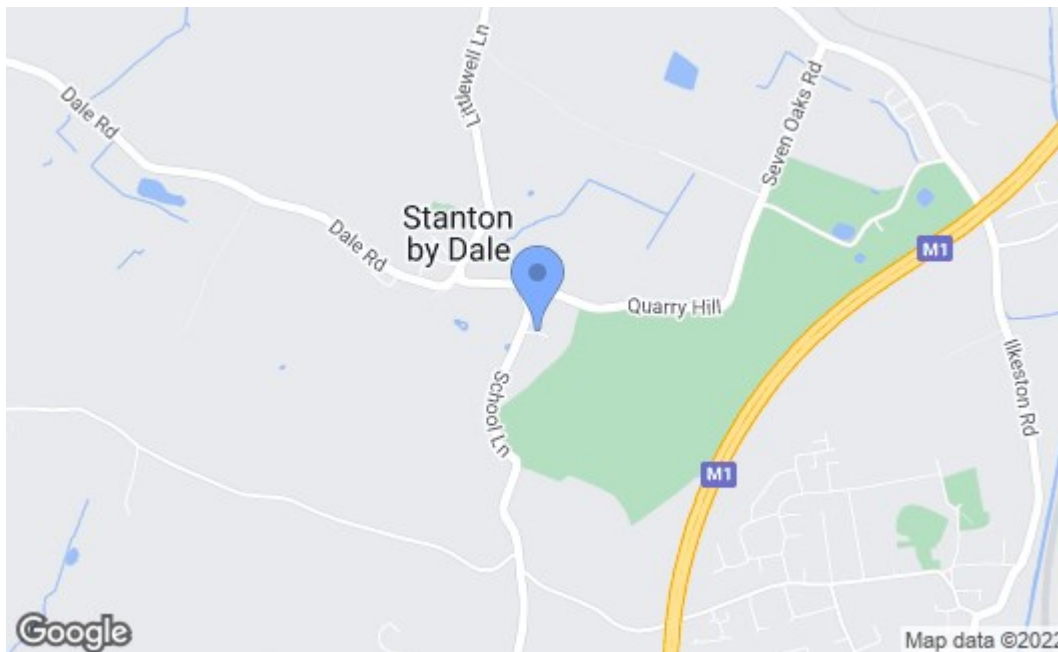 Littlewell Ln
Seven Oaks Rd
Dale Rd
Stanton
by Dale
Dale Rd
M1
Quarry Hill
Ilkeston Rd
School Ln
M1
Google
Map data ©2022